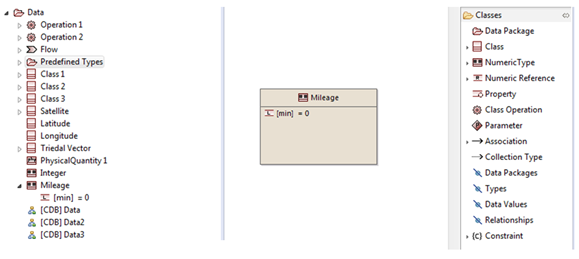 Data
Operation 1
Operation 2
Flow
Predefined Types
Class 1
Class 2
Class 3
Satellite
Latitude
Longitude
Triedal Vector
PhysicalQuantity 1
Integer
Mileage
[min] = 0
[CDB] Data
[CDB] Data2
[CDB] Data3
Mileage
[min] = 0
Classes
Data Package
Class
NumericType
Numeric Reference
Property
Class Operation
Parameter
Association
Collection Type
Data Packages
Types
Data Values
Relationships
{c} Constraint